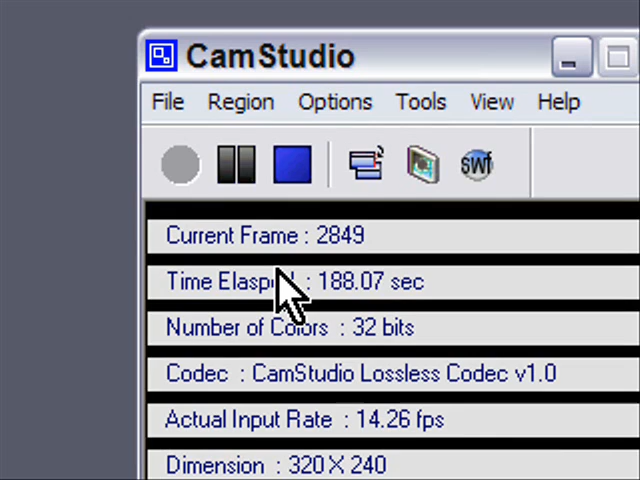 CamStudio
File Region Options Tools View Help
swf
Current Frame : 2849
Time : 188.07 sec
Number of Colors : 32 bits
Codec : CamStudio Lossless Codec v1.0
Actual Input Rate : 14.26 fps
Dimension : 320 X 240